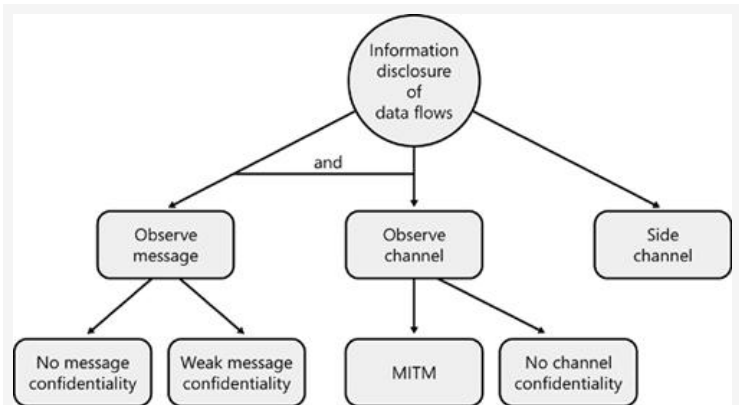 Information
disclosure
of
data flows
and
Observe
message
Observe
channel
Side
channel
No message
confidentiality
Weak message
confidentiality
MITM
No channel
confidentiality